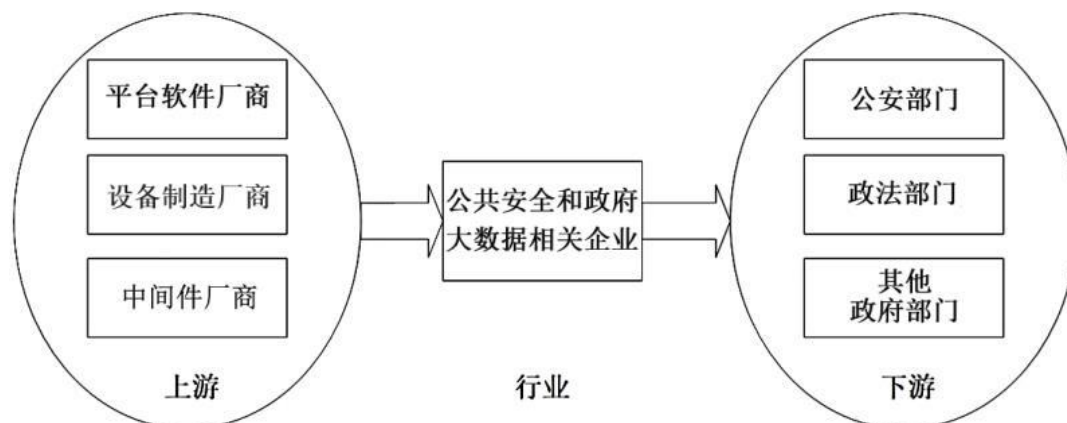 平台软件厂商
设备制造厂商
中间件厂商
上游
公共安全和政府
大数据相关企业
行业
公安部门
政法部门
其他
政府部门
下游